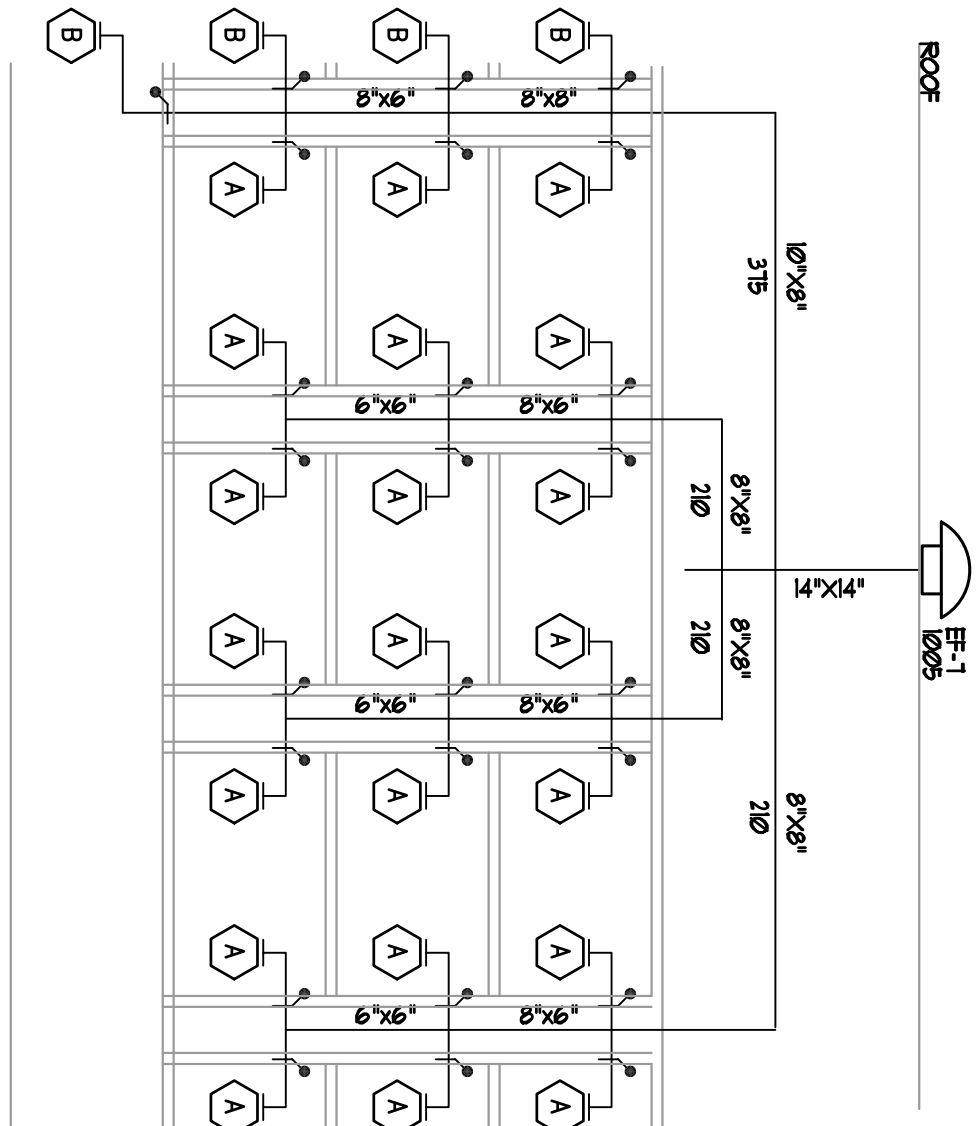 ROOF
EF-7
1005
14"X14"
10"X8"
375
8"X8"
210
8"X8"
210
8"X8"
210
B A A A A A A A
8"X8" 8"X6" 8"X6" 8"X6"
B A A A A A A A
8"X6" 6"X6" 6"X6" 6"X6"
B A A A A A A A
B